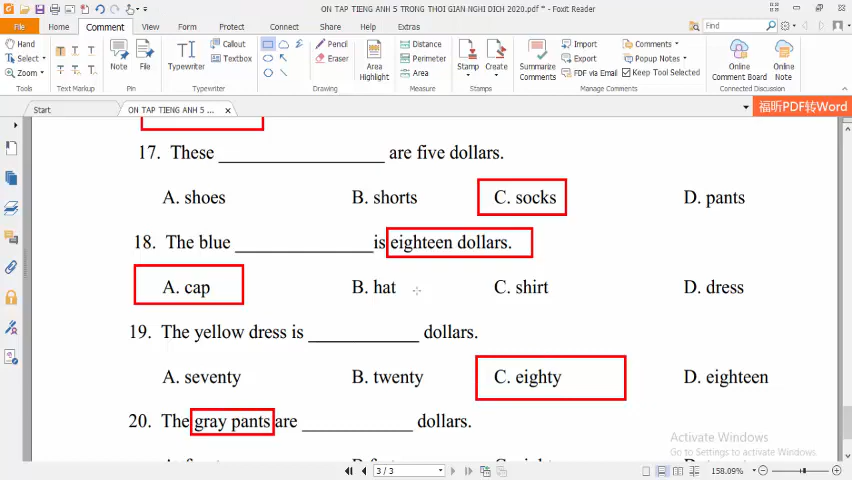 ON TAP TIENG ANH 5 TRONG THOI GIAN NGHI DICH 2020.pdf * - Foxit Reader
File Home Comment View Form Protect Connect Share Help Extras Find
Hand Select Zoom Tools
Text Markup
Note File Pin
Typewriter Callout Textbox Typewriter
Pencil Eraser Drawing
Area Highlight
Distance Perimeter Area Measure
Stamp Create Stamps
Summarize Comments Import Export FDF via Email Comments Popup Notes Keep Tool Selected Manage Comments
Online Comment Board Online Note Connected Discussion
Start ON TAP TIENG ANH 5 ... 福昕PDF转Word
17. These ________________ are five dollars.
A. shoes B. shorts C. socks D. pants
18. The blue ______________is eighteen dollars.
A. cap B. hat C. shirt D. dress
19. The yellow dress is ___________ dollars.
A. seventy B. twenty C. eighty D. eighteen
20. The gray pants are ___________ dollars.
Activate Windows
Go to Settings to activate Windows.
3 / 3 158.09%